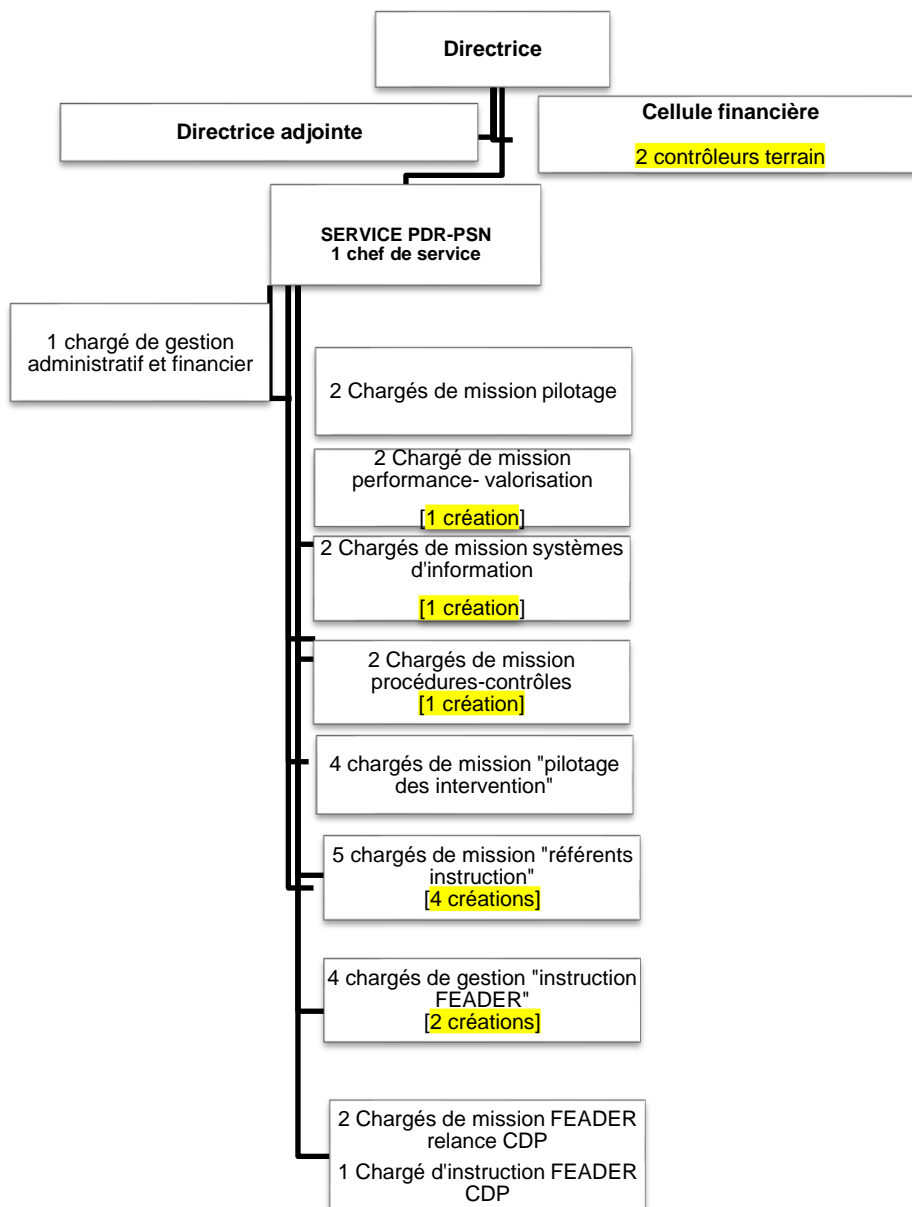 Directrice
Directrice adjointe
Cellule financière
2 contrôleurs terrain
SERVICE PDR-PSN
1 chef de service
1 chargé de gestion
administratif et financier
2 Chargés de mission pilotage
2 Chargé de mission
performance- valorisation
[1 création]
2 Chargés de mission systèmes
d'information
[1 création]
2 Chargés de mission
procédures-contrôles
[1 création]
4 chargés de mission "pilotage
des intervention"
5 chargés de mission "référents
instruction"
[4 créations]
4 chargés de gestion "instruction
FEADER"
[2 créations]
2 Chargés de mission FEADER
relance CDP
1 Chargé d'instruction FEADER
CDP